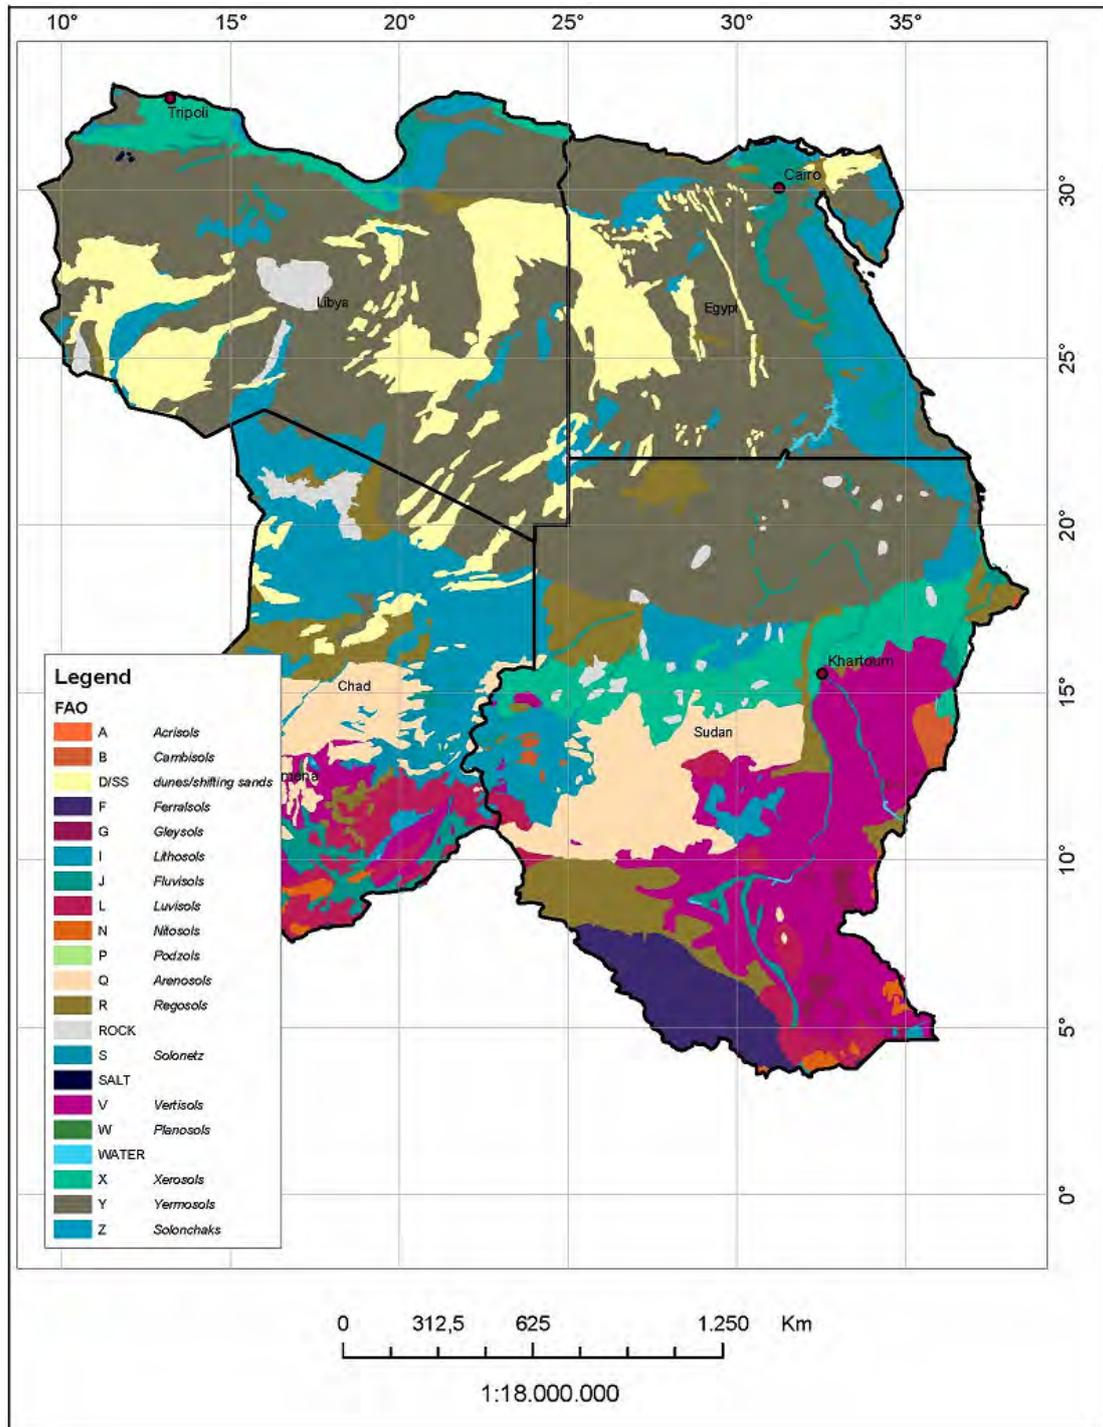 10° 15° 20° 25° 30° 35°
Tripoli
Cairo
30°
Libya
Egypt
25°
20°
Khartoum
Chad
15°
Sudan
10°
5°
0°
Legend
FAO
A Acrisols
B Cambisols
D/SS dunes/shifting sands
F Ferralsols
G Gleysols
I Lithosols
J Fluvisols
L Luvisols
N Nitosols
P Podzols
Q Arenosols
R Regosols
ROCK
S Solonetz
SALT
V Vertisols
W Planosols
WATER
X Xerosols
Y Yermosols
Z Solonchaks
0 312,5 625 1.250 Km
1:18.000.000